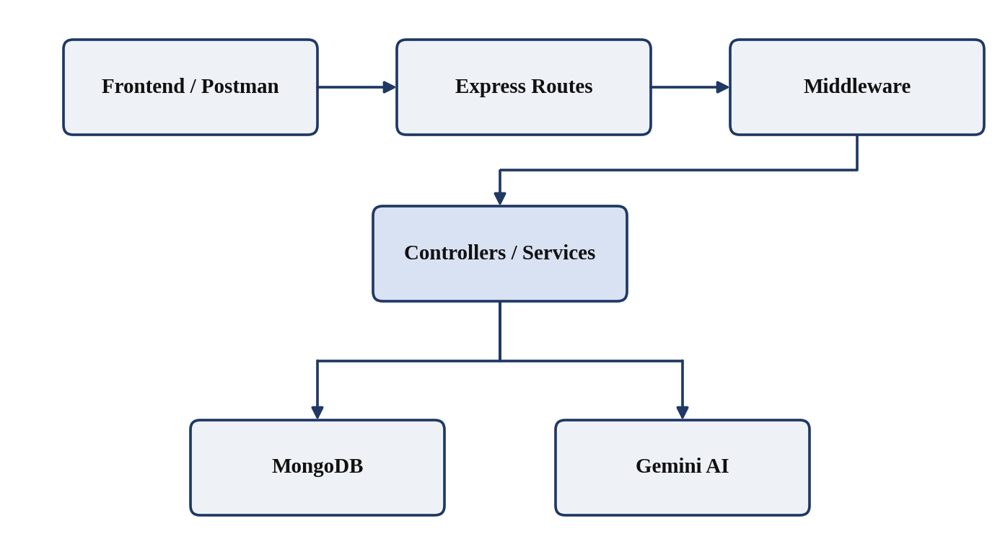 Frontend / Postman
Express Routes
Middleware
Controllers / Services
MongoDB
Gemini AI